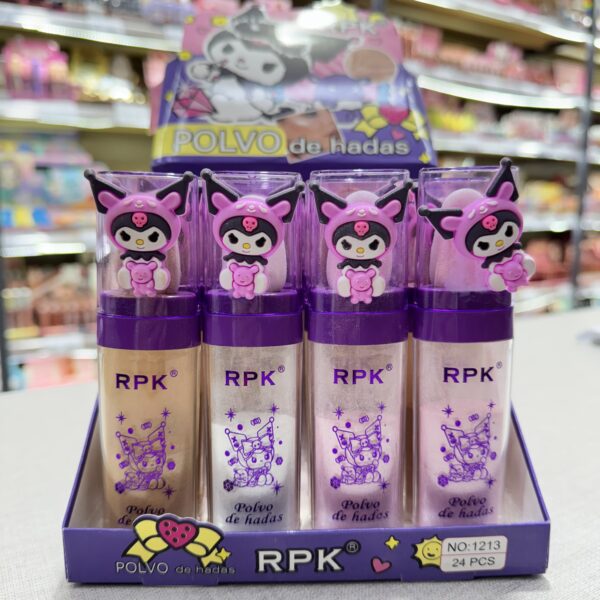 RPK
POLVO de hadas
RPK®
Polvo
de hadas
RPK®
Polvo
de hadas
RPK®
Polvo
de hadas
RPK®
Polvo
de hadas
POLVO de hadas
RPK®
NO:1213
24 PCS